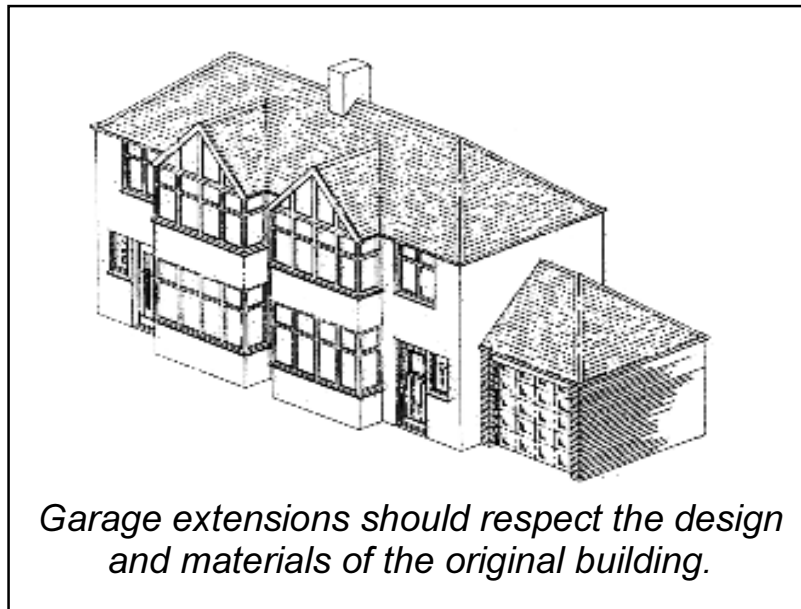 Garage extensions should respect the design
and materials of the original building.